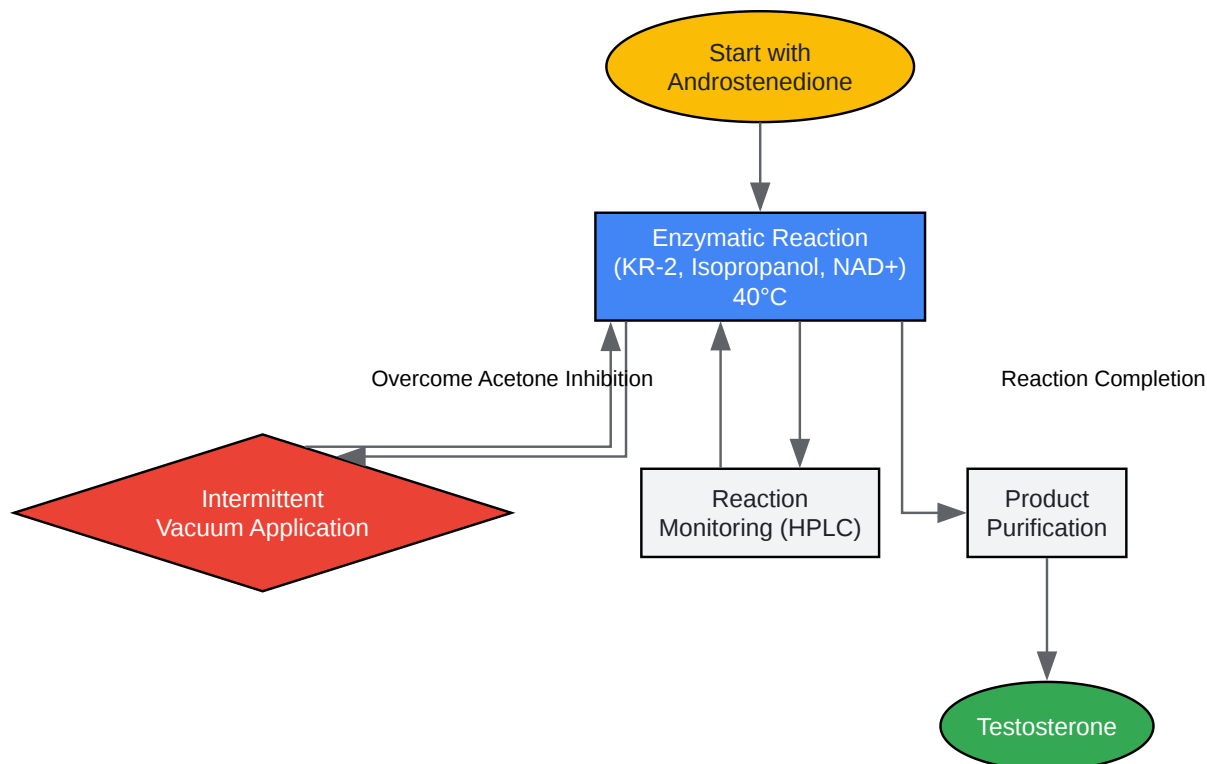 Start with
Androstenedione
Enzymatic Reaction
(KR-2, Isopropanol, NAD+)
40°C
Overcome Acetone Inhibition
Reaction Completion
Intermittent
Vacuum Application
Reaction
Monitoring (HPLC)
Product
Purification
Testosterone